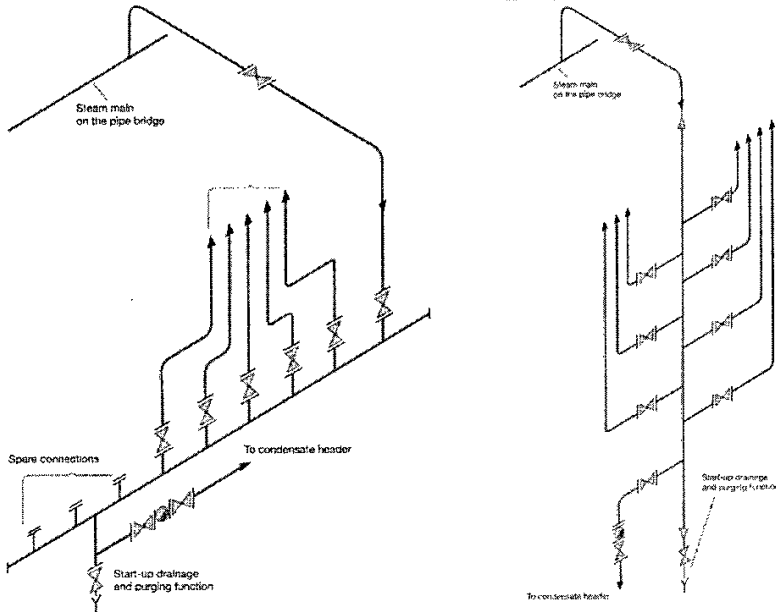 Steam main
on the pipe bridge
Spare connections
To condensate header
Start-up drainage
and purging function
Steam main
on the pipe bridge
Start-up drainage
and purging function
To condensate header